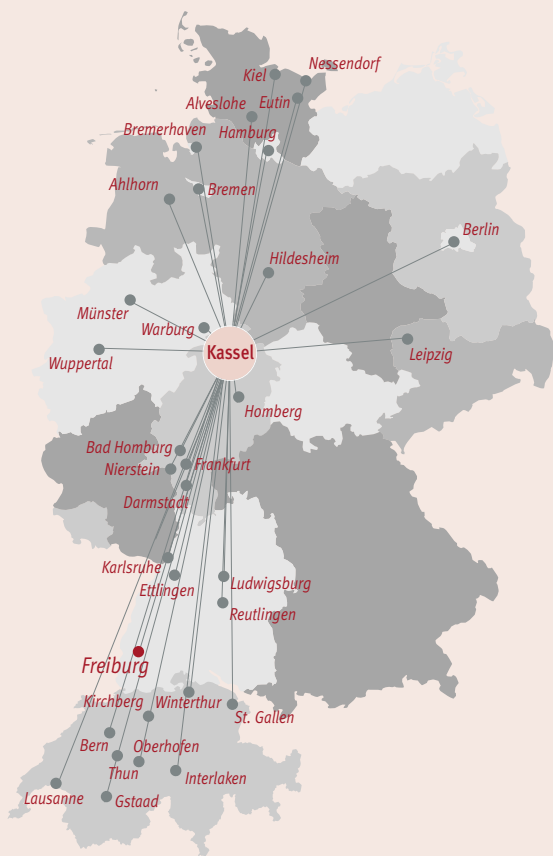 Nessendorf
Kiel
Alveslohe
Eutin
Bremerhaven
Hamburg
Ahlhorn
Bremen
Berlin
Hildesheim
Münster
Warburg
Kassel
Leipzig
Wuppertal
Homberg
Bad Homburg
Frankfurt
Nierstein
Darmstadt
Karlsruhe
Ettlingen
Ludwigsburg
Reutlingen
Freiburg
Kirchberg
Winterthur
St. Gallen
Bern
Oberhofen
Thun
Interlaken
Lausanne
Gstaad